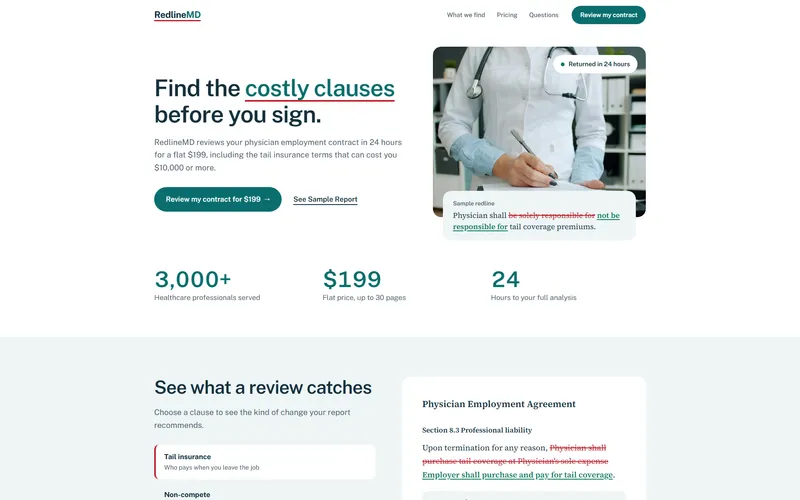 RedlineMD
What we find
Pricing
Questions
Review my contract
Returned in 24 hours
Find the costly clauses
before you sign.
RedlineMD reviews your physician employment contract in 24 hours
for a flat $199, including the tail insurance terms that can cost you
$10,000 or more.
Review my contract for $199 →
See Sample Report
Sample redline
Physician shall be solely responsible for not be
responsible for tail coverage premiums.
3,000+
Healthcare professionals served
$199
Flat price, up to 30 pages
24
Hours to your full analysis
See what a review catches
Choose a clause to see the kind of change your report
recommends.
Tail insurance
Who pays when you leave the job
Non-compete
Physician Employment Agreement
Section 8.3 Professional liability
Upon termination for any reason, Physician shall
purchase tail coverage at Physician's sole expense
Employer shall purchase and pay for tail coverage.